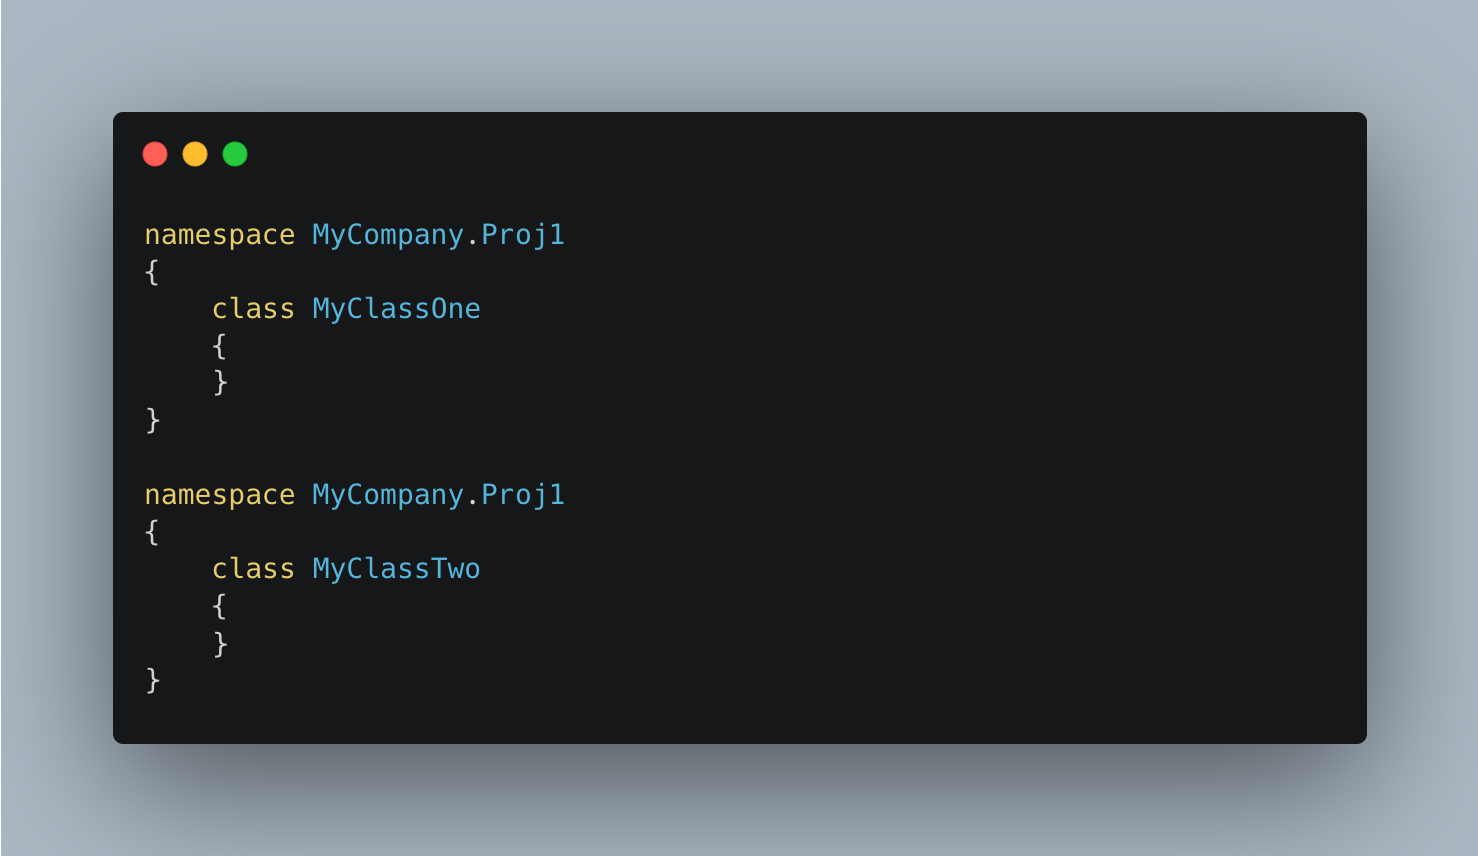 namespace MyCompany.Proj1
{
    class MyClassOne
    {
    }
}

namespace MyCompany.Proj1
{
    class MyClassTwo
    {
    }
}